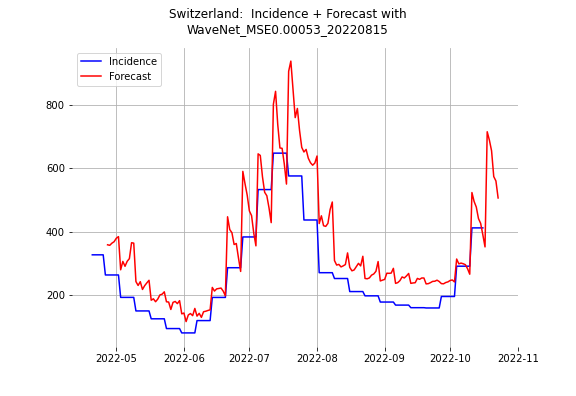 Switzerland:  Incidence + Forecast with
WaveNet_MSE0.00053_20220815
Incidence
Forecast
800
600
400
200
2022-05 2022-06 2022-07 2022-08 2022-09 2022-10 2022-11